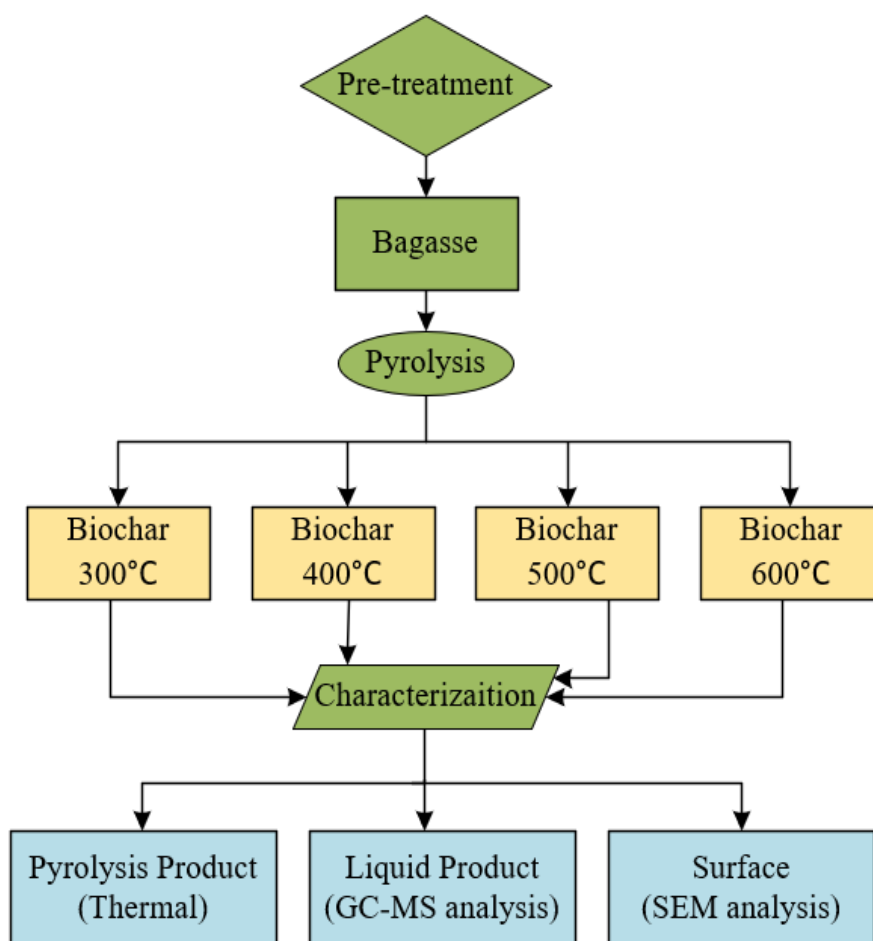 Pre-treatment
Bagasse
Pyrolysis
Biochar
300°C
Biochar
400°C
Biochar
500°C
Biochar
600°C
Characterizaition
Pyrolysis Product
(Thermal)
Liquid Product
(GC-MS analysis)
Surface
(SEM analysis)